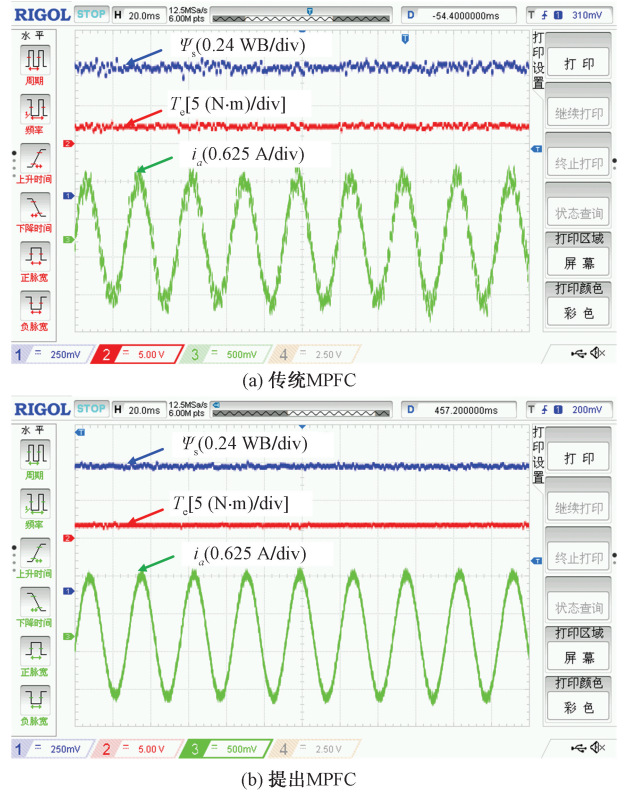 RIGOL STOP H 20.0ms 12.5MSa/s 6.00M pts D -54.4000000ms T 1 310mV
水平
周期
频率
上升时间
下降时间
正脉宽
负脉宽
Ψs(0.24 WB/div)
Te[5 (N·m)/div]
ia(0.625 A/div)
打印设置
打印
继续打印
终止打印
状态查询
打印区域
屏幕
打印颜色
彩色
1 = 250mV 2 = 5.00 V 3 = 500mV 4 = 2.50 V
(a) 传统MPFC
RIGOL STOP H 20.0ms 12.5MSa/s 6.00M pts D 457.200000ms T 1 200mV
水平
周期
频率
上升时间
下降时间
正脉宽
负脉宽
Ψs(0.24 WB/div)
Te[5 (N·m)/div]
ia(0.625 A/div)
打印设置
打印
继续打印
终止打印
状态查询
打印区域
屏幕
打印颜色
彩色
1 = 250mV 2 = 5.00 V 3 = 500mV 4 = 2.50 V
(b) 提出MPFC